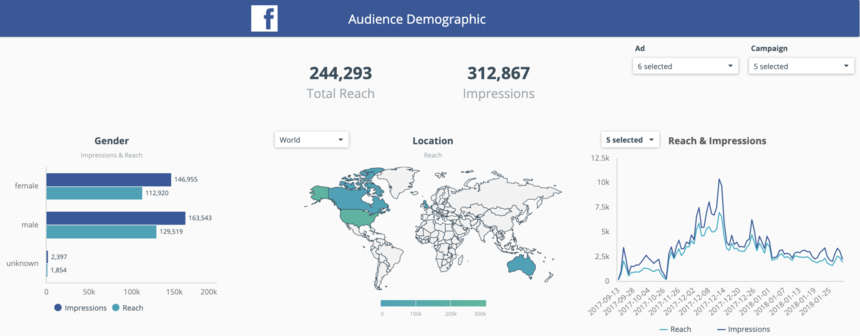 f
Audience Demographic
244,293
Total Reach
312,867
Impressions
Ad
6 selected
Campaign
5 selected
Gender
Impressions & Reach
female
146,955
112,920
male
163,543
129,519
unknown
2,397
1,854
0 50k 100k 150k 200k
Impressions Reach
World
Location
Reach
0 100k 200k 300k
5 selected
Reach & Impressions
12.5k
10k
7.5k
5k
2.5k
0
2017-09-13
2017-09-28
2017-10-04
2017-10-26
2017-11-26
2017-12-02
2017-12-08
2017-12-14
2017-12-20
2017-12-26
2018-01-01
2018-01-07
2018-01-13
2018-01-19
2018-01-25
Reach Impressions